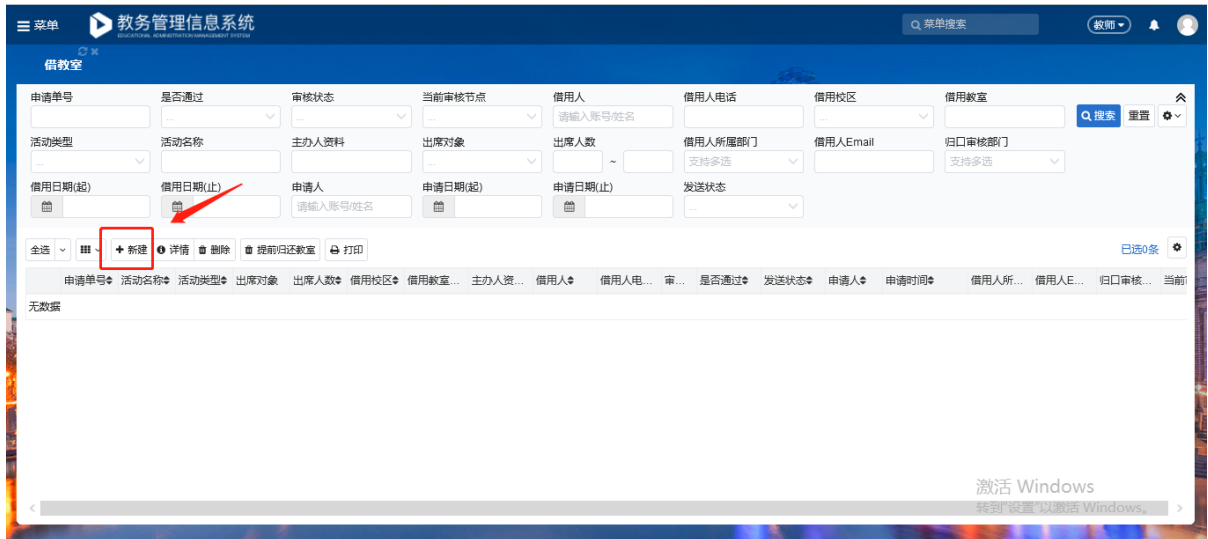 菜单 教务管理信息系统 菜单搜索 教师
EDUCATIONAL ADMINISTRATION MANAGEMENT SYSTEM
借教室
申请单号 是否通过 审核状态 当前审核节点 借用人 借用人电话 借用校区 借用教室
... ... ... 请输入账号/姓名 ... 搜索 重置
活动类型 活动名称 主办人资料 出席对象 出席人数 借用人所属部门 借用人Email 归口审核部门
... ... ~ 支持多选 支持多选
借用日期(起) 借用日期(止) 申请人 申请日期(起) 申请日期(止) 发送状态
请输入账号/姓名 ...
全选 新建 详情 删除 提前归还教室 打印 已选0条
申请单号 活动名称 活动类型 出席对象 出席人数 借用校区 借用教室... 主办人资... 借用人 借用人电... 审... 是否通过 发送状态 申请人 申请时间 借用人所... 借用人E... 归口审核... 当前
无数据
激活 Windows
转到"设置"以激活 Windows。